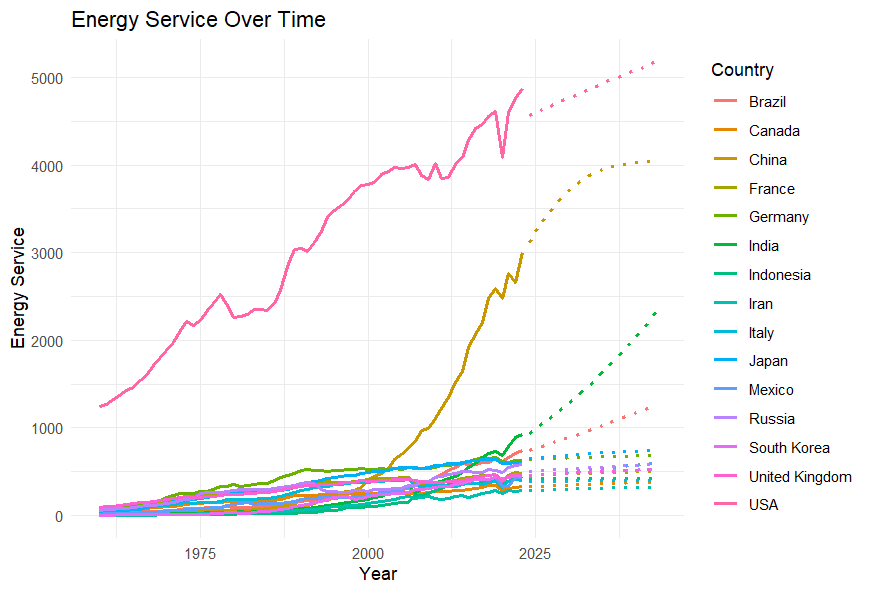 Energy Service Over Time
Energy Service
5000
4000
3000
2000
1000
0
1975
2000
2025
Year
Country
Brazil
Canada
China
France
Germany
India
Indonesia
Iran
Italy
Japan
Mexico
Russia
South Korea
United Kingdom
USA